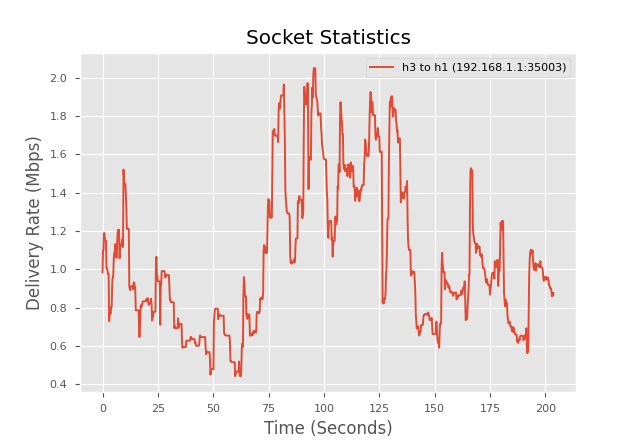 Socket Statistics
h3 to h1 (192.168.1.1:35003)
Delivery Rate (Mbps)
2.0
1.8
1.6
1.4
1.2
1.0
0.8
0.6
0.4
0 25 50 75 100 125 150 175 200
Time (Seconds)